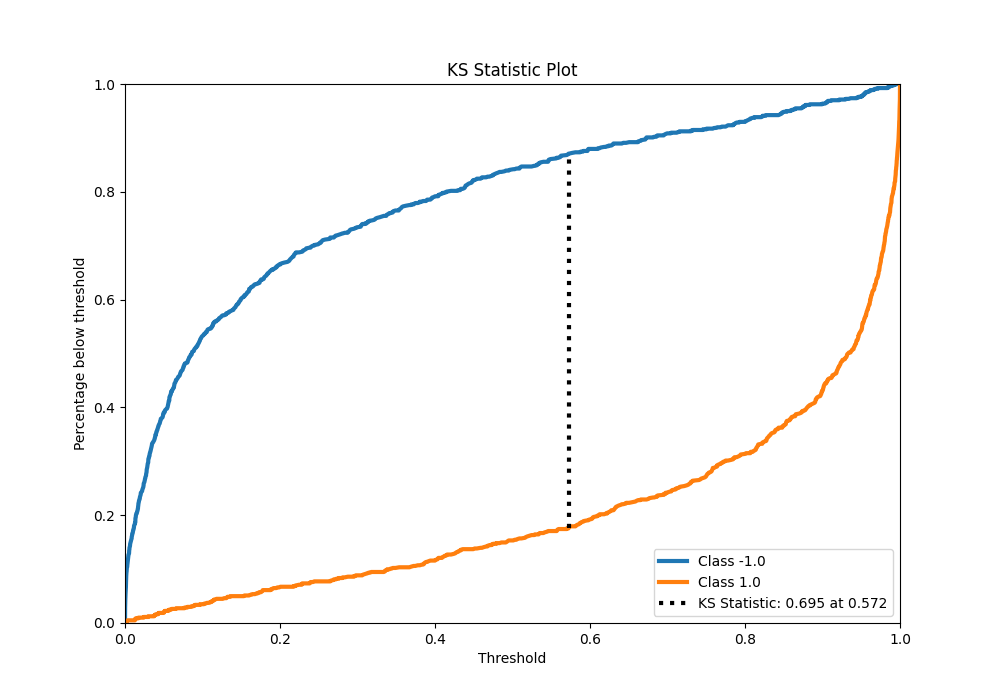 KS Statistic Plot
1.0
0.8
0.6
0.4
0.2
0.0
Percentage below threshold
0.0 0.2 0.4 0.6 0.8 1.0
Threshold
Class -1.0
Class 1.0
KS Statistic: 0.695 at 0.572